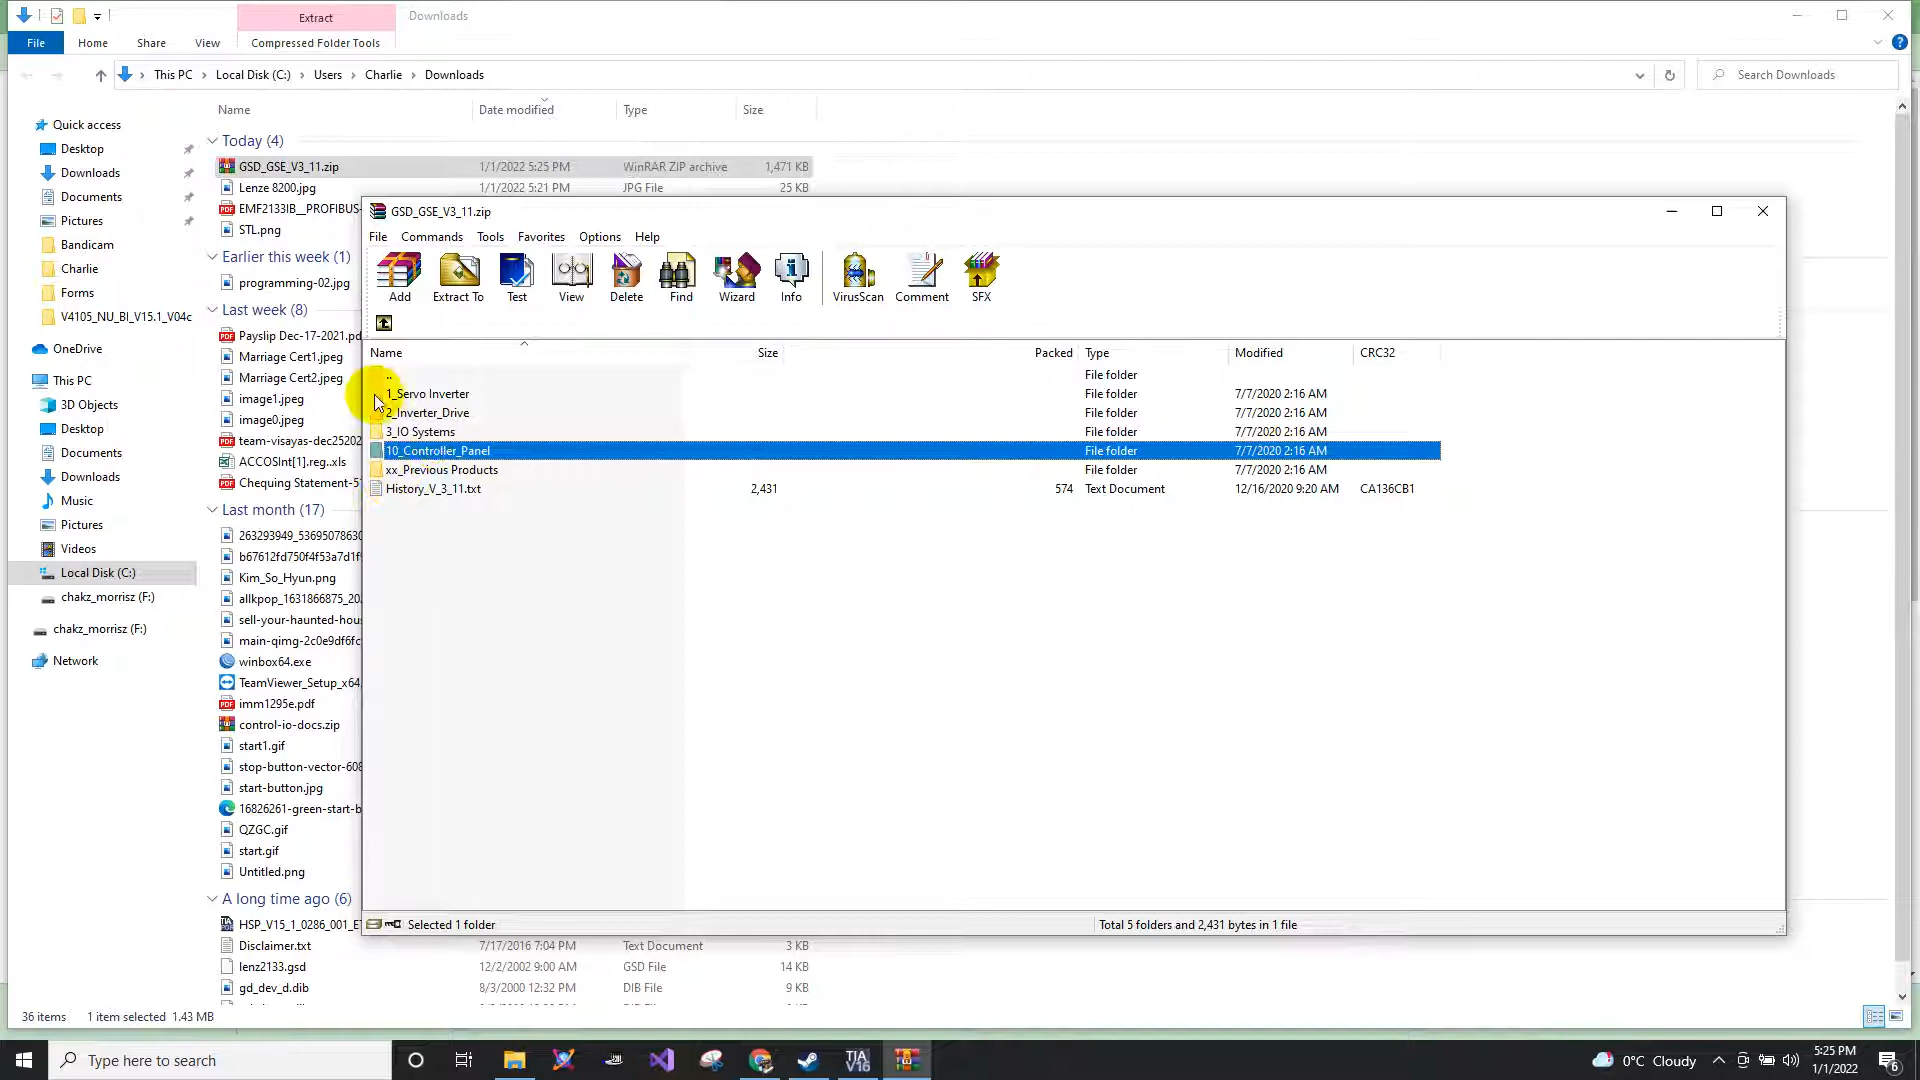 Extract
Downloads
File
Home
Share
View
Compressed Folder Tools
This PC
Local Disk (C:)
Users
Charlie
Downloads
Search Downloads
Name
Date modified
Type
Size
Quick access
Desktop
Downloads
Documents
Pictures
Bandicam
Charlie
Forms
V4105_NU_BI_V15.1_V04c
OneDrive
This PC
3D Objects
Desktop
Documents
Downloads
Music
Pictures
Videos
Local Disk (C:)
chakz_morrisz (F:)
chakz_morrisz (F:)
Network
Today (4)
GSD_GSE_V3_11.zip 1/1/2022 5:25 PM WinRAR ZIP archive 1,471 KB
Lenze 8200.jpg 1/1/2022 5:21 PM JPG File 25 KB
EMF2133IB__PROFIBUS-
STL.png
Earlier this week (1)
programming-02.jpg
Last week (8)
Payslip Dec-17-2021.pd
Marriage Cert1.jpeg
Marriage Cert2.jpeg
image1.jpeg
image0.jpeg
team-visayas-dec25202
ACCOSInt[1].reg..xls
Chequing Statement-5
Last month (17)
263293949_5369507863
b67612fd750f4f53a7d1f
Kim_So_Hyun.png
allkpop_1631866875_20.
sell-your-haunted-hou
main-qimg-2c0e9df6fc
winbox64.exe
TeamViewer_Setup_x64.
imm1295e.pdf
control-io-docs.zip
start1.gif
stop-button-vector-608
start-button.jpg
16826261-green-start-b
QZGC.gif
start.gif
Untitled.png
A long time ago (6)
HSP_V15_1_0286_001_E
Disclaimer.txt 7/17/2016 7:04 PM Text Document 3 KB
lenz2133.gsd 12/2/2002 9:00 AM GSD File 14 KB
gd_dev_d.dib 8/3/2000 12:32 PM DIB File 9 KB
GSD_GSE_V3_11.zip
File Commands Tools Favorites Options Help
Add
Extract To
Test
View
Delete
Find
Wizard
Info
VirusScan
Comment
SFX
Name Size Packed Type Modified CRC32
.. File folder
1_Servo Inverter File folder 7/7/2020 2:16 AM
2_Inverter_Drive File folder 7/7/2020 2:16 AM
3_IO Systems File folder 7/7/2020 2:16 AM
10_Controller_Panel File folder 7/7/2020 2:16 AM
xx_Previous Products File folder 7/7/2020 2:16 AM
History_V_3_11.txt 2,431 574 Text Document 12/16/2020 9:20 AM CA136CB1
Selected 1 folder
Total 5 folders and 2,431 bytes in 1 file
36 items
1 item selected 1.43 MB
Type here to search
TIA
V16
0°C Cloudy
5:25 PM
1/1/2022
6